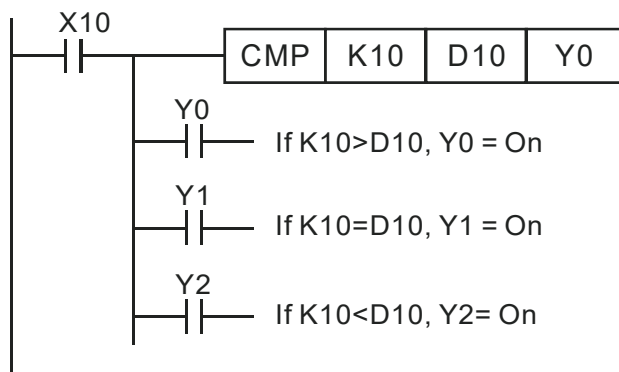 X10
CMP K10 D10 Y0
Y0
If K10>D10, Y0 = On
Y1
If K10=D10, Y1 = On
Y2
If K10<D10, Y2= On